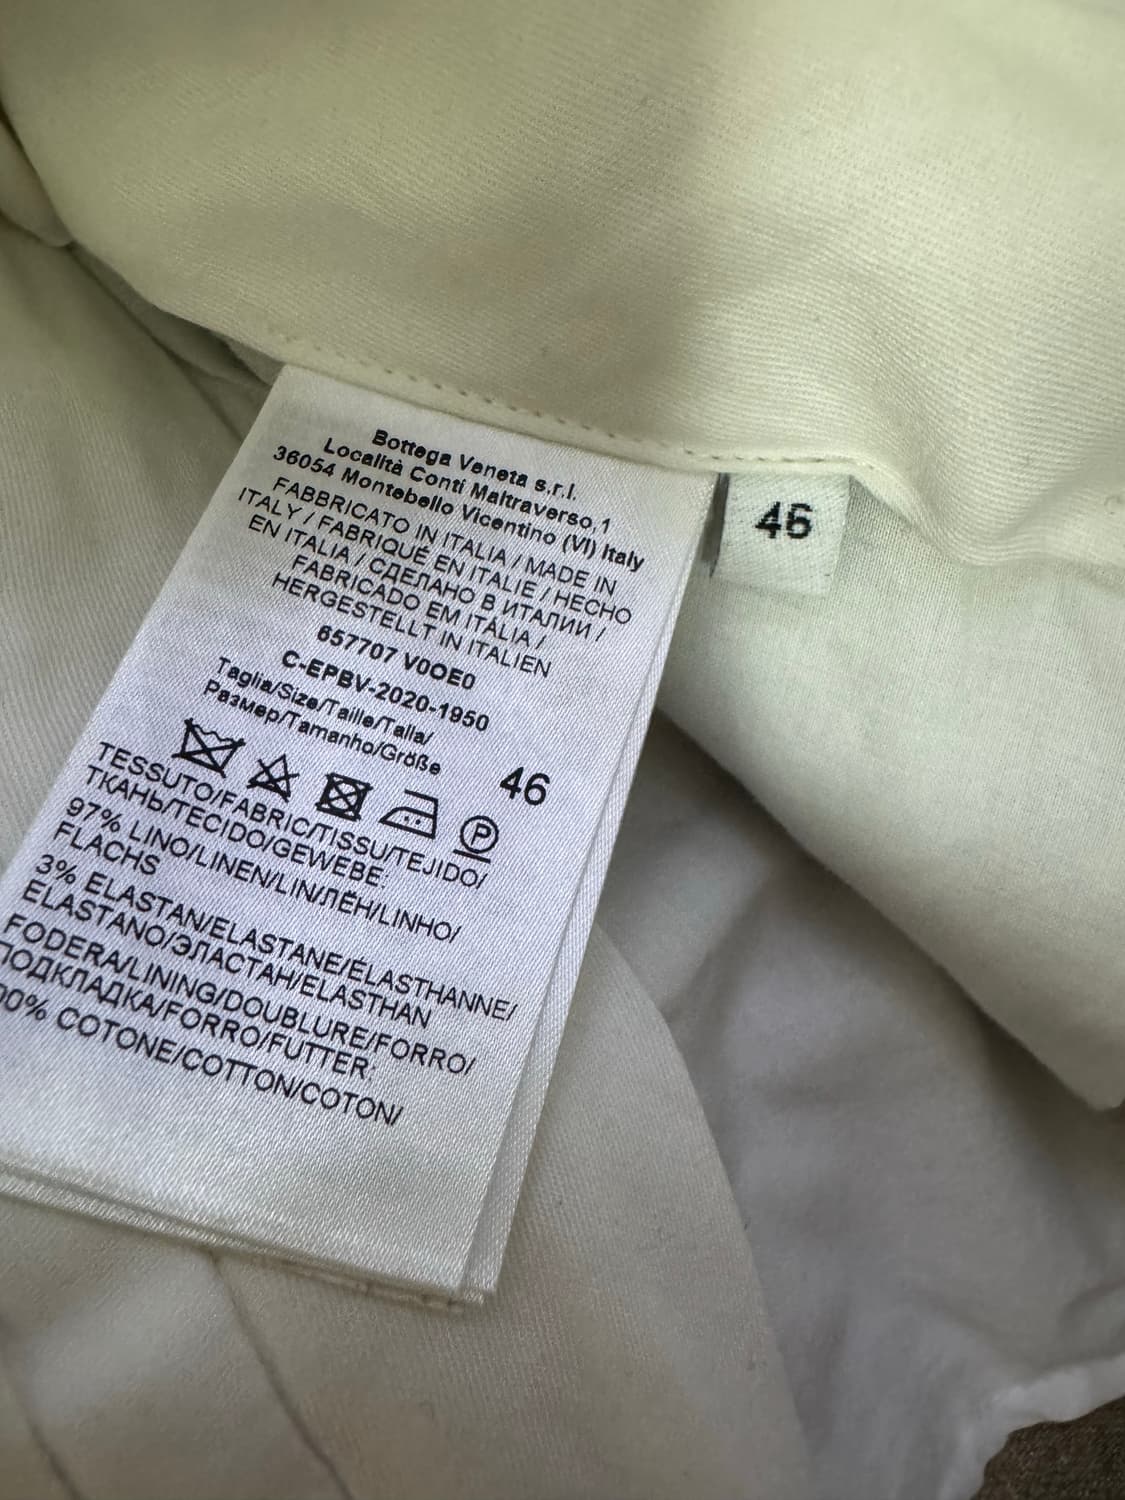 Bottega Veneta s.r.l.
Località Conti Maltraverso,1
36054 Montebello Vicentino (VI) Italy
FABBRICATO IN ITALIA / MADE IN
ITALY / FABRIQUÉ EN ITALIE / HECHO
EN ITALIA / СДЕЛАНО В ИТАЛИИ /
FABRICADO EM ITÁLIA /
HERGESTELLT IN ITALIEN
657707 V0OE0
C-EPBV-2020-1950
Taglia/Size/Taille/Talla/
Размер/Tamanho/Größe
46
P
TESSUTO/FABRIC/TISSU/TEJIDO/
ТКАНЬ/TECIDO/GEWEBE:
97% LINO/LINEN/LIN/ЛЁН/LINHO/
FLACHS
3% ELASTAN/ELASTANE/ÉLASTHANNE/
ELASTANO/ЭЛАСТАН/ELASTHAN
FODERA/LINING/DOUBLURE/FORRO/
ПОДКЛАДКА/FORRO/FUTTER:
00% COTONE/COTTON/COTON/
46